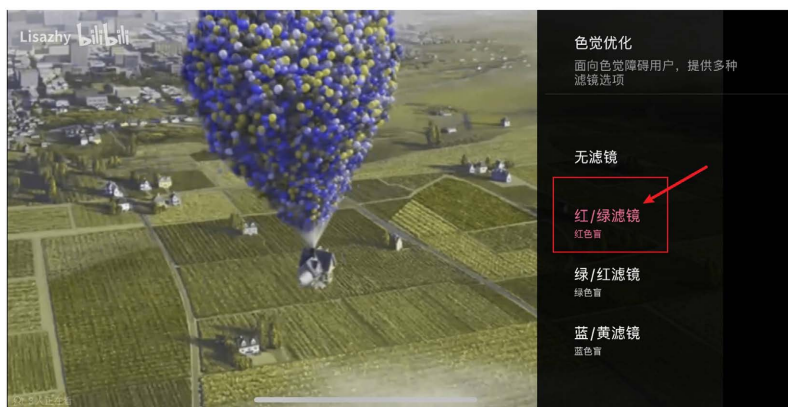 Lisazhy bilibili
色觉优化
面向色觉障碍用户，提供多种
滤镜选项
无滤镜
红/绿滤镜
红色盲
绿/红滤镜
绿色盲
蓝/黄滤镜
蓝色盲